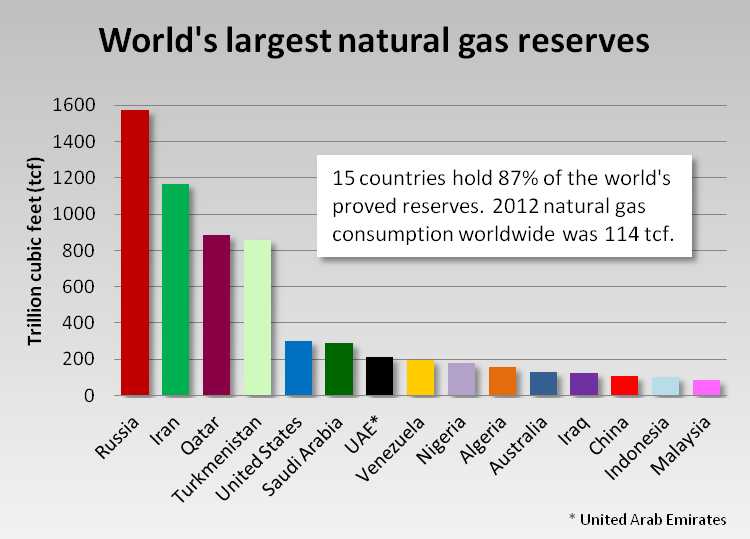 World's largest natural gas reserves
Trillion cubic feet (tcf)
1600
1400
1200
1000
800
600
400
200
0
15 countries hold 87% of the world's
proved reserves. 2012 natural gas
consumption worldwide was 114 tcf.
Russia
Iran
Qatar
Turkmenistan
United States
Saudi Arabia
UAE*
Venezuela
Nigeria
Algeria
Australia
Iraq
China
Indonesia
Malaysia
* United Arab Emirates